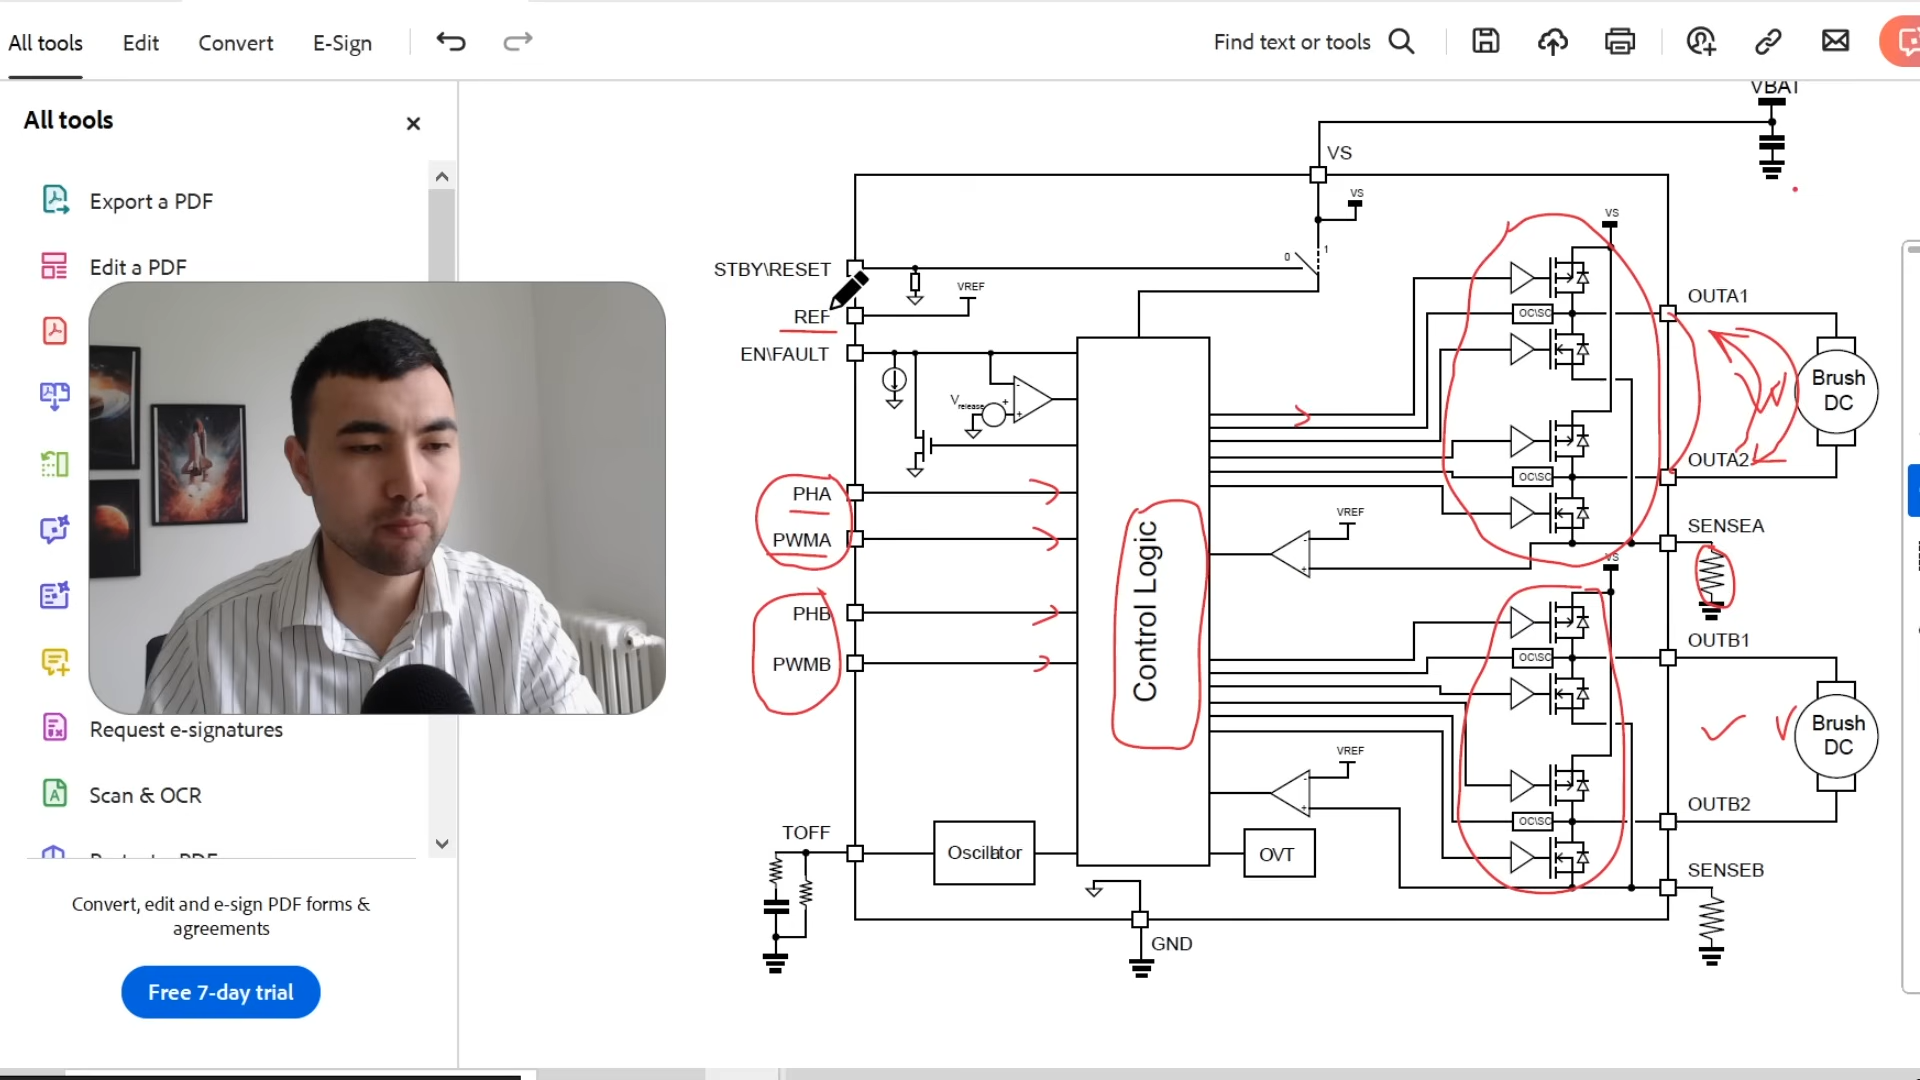 All tools
Edit
Convert
E-Sign
Find text or tools
All tools
Export a PDF
Edit a PDF
Request e-signatures
Scan & OCR
Convert, edit and e-sign PDF forms &
agreements
Free 7-day trial
VBAT
VS
VS
VS
0
1
STBY\RESET
VREF
REF
EN\FAULT
Vrelease
+
-
+
PHA
PWMA
PHB
PWMB
TOFF
Oscillator
Control Logic
OVT
GND
VREF
-
+
VREF
-
+
OC\SC
OC\SC
VS
OC\SC
OC\SC
OUTA1
Brush
DC
OUTA2
SENSEA
OUTB1
Brush
DC
OUTB2
SENSEB